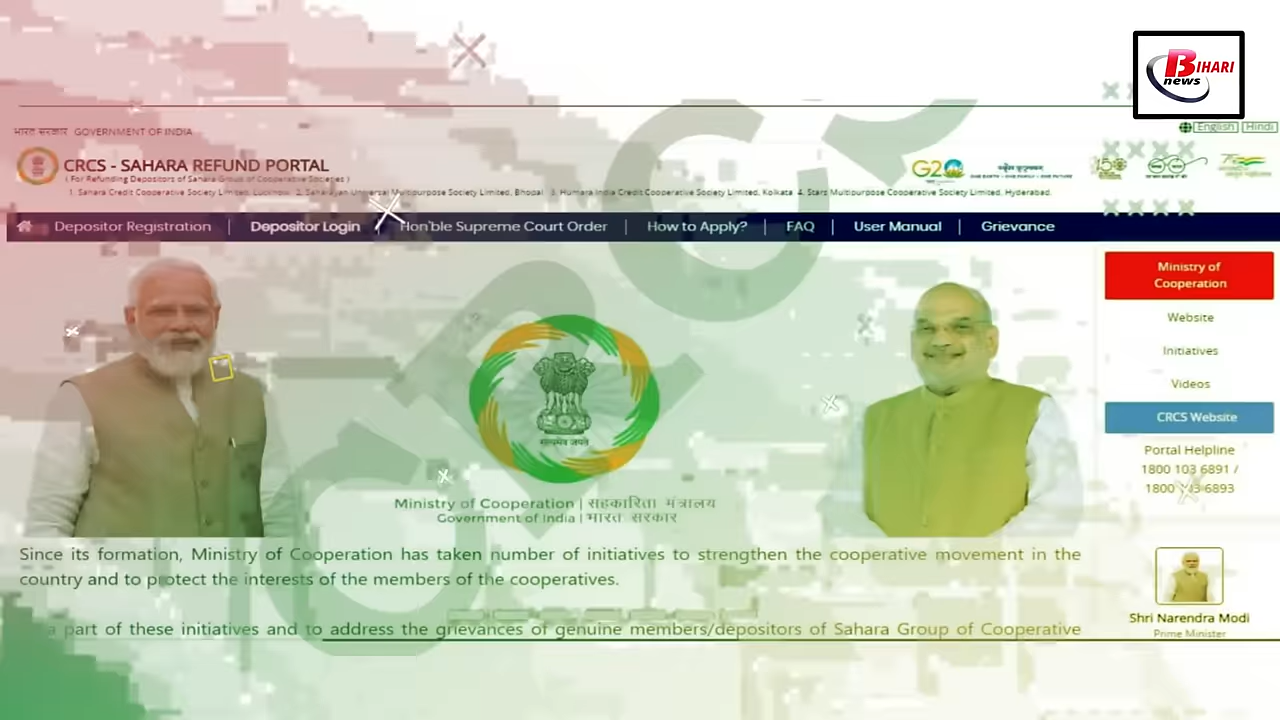 BIHARI
news
भारत सरकार GOVERNMENT OF INDIA
English Hindi
CRCS - SAHARA REFUND PORTAL
( For Refunding Depositors of Sahara Group of Cooperative Societies )
1. Sahara Credit Cooperative Society Limited, Lucknow 2. Saharayan Universal Multipurpose Society Limited, Bhopal 3. Humara India Credit Cooperative Society Limited, Kolkata 4. Stars Multipurpose Cooperative Society Limited, Hyderabad.
G20
Depositor Registration | Depositor Login | Hon'ble Supreme Court Order | How to Apply? | FAQ | User Manual | Grievance
Ministry of
Cooperation
Website
Initiatives
Videos
CRCS Website
Portal Helpline
1800 103 6891 /
1800 103 6893
सत्यमेव जयते
Ministry of Cooperation | सहकारिता मंत्रालय
Government of India | भारत सरकार
Since its formation, Ministry of Cooperation has taken number of initiatives to strengthen the cooperative movement in the
country and to protect the interests of the members of the cooperatives.
a part of these initiatives and to address the grievances of genuine members/depositors of Sahara Group of Cooperative
Shri Narendra Modi
Prime Minister